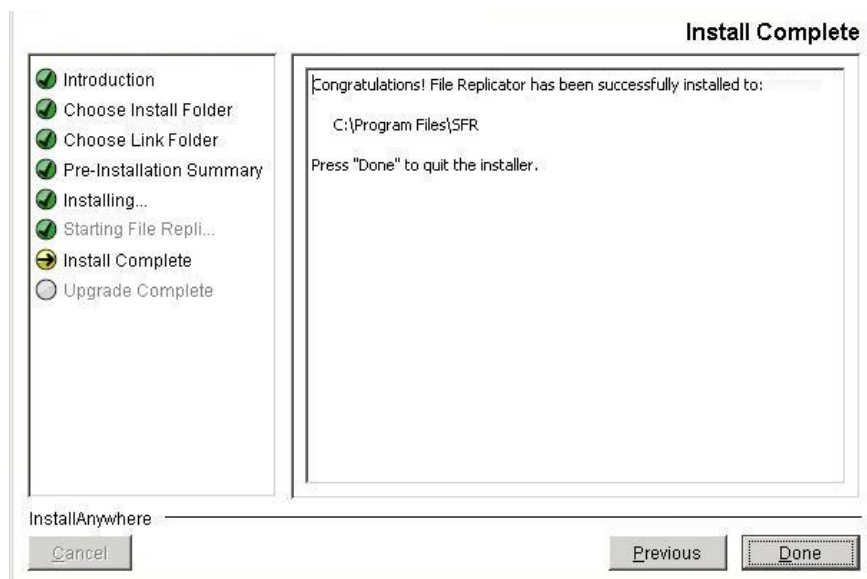 Install Complete
Introduction
Choose Install Folder
Choose Link Folder
Pre-Installation Summary
Installing...
Starting File Repli...
Install Complete
Upgrade Complete
Congratulations! File Replicator has been successfully installed to:
C:\Program Files\SFR
Press "Done" to quit the installer.
InstallAnywhere
Cancel
Previous
Done